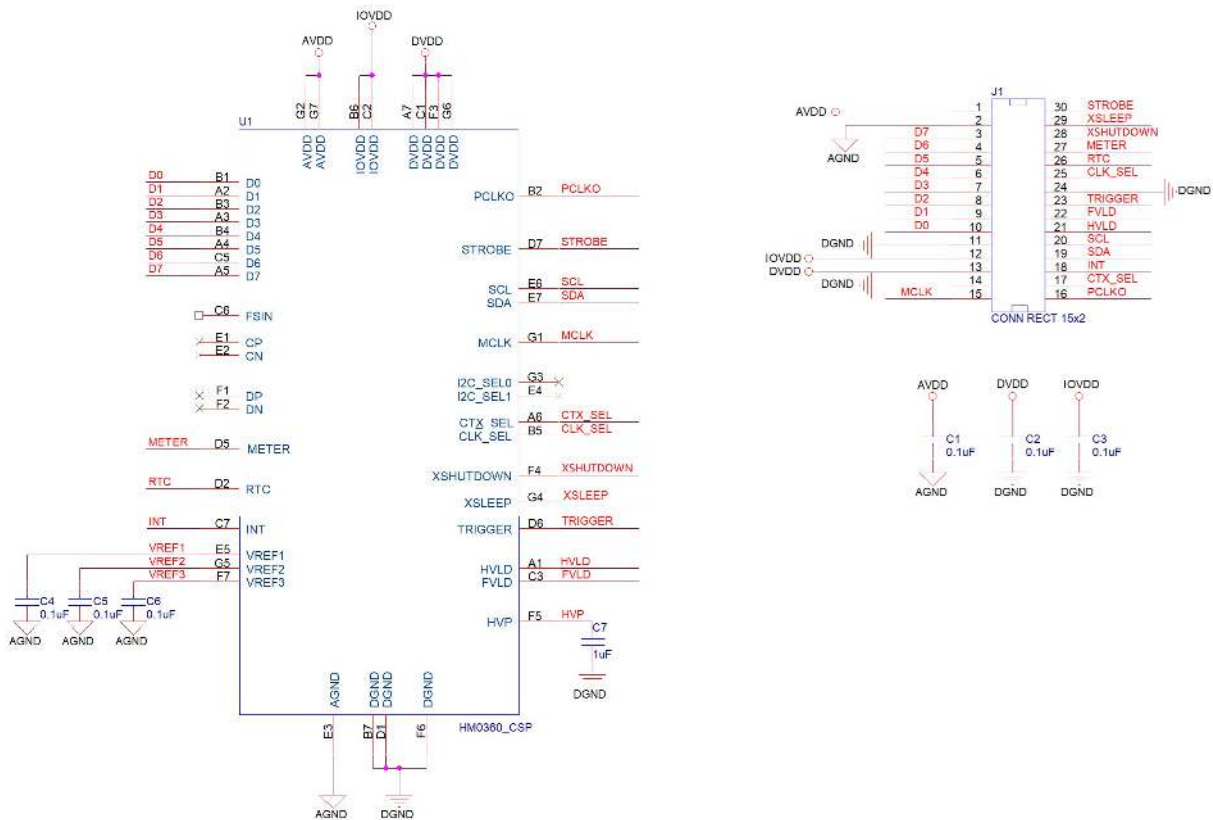 IOVDD
AVDD
DVDD
G2
G7
B6
C2
A7
C1
F3
G6
U1
AVDD
AVDD
IOVDD
IOVDD
DVDD
DVDD
DVDD
DVDD
D0 B1 D0
D1 A2 D1
D2 B3 D2
D3 A3 D3
D4 B4 D4
D5 A4 D5
D6 C5 D6
D7 A5 D7
C6 FSIN
E1 CP
E2 CN
F1 DP
F2 DN
METER D5 METER
RTC D2 RTC
INT C7 INT
VREF1 E5 VREF1
VREF2 G5 VREF2
VREF3 F7 VREF3
C4
0.1uF
AGND
C5
0.1uF
AGND
C6
0.1uF
AGND
PCLKO B2 PCLKO
STROBE D7 STROBE
SCL E6 SCL
SDA E7 SDA
MCLK G1 MCLK
I2C_SEL0 G3
I2C_SEL1 E4
CTX_SEL A6 CTX_SEL
CLK_SEL B5 CLK_SEL
XSHUTDOWN F4 XSHUTDOWN
XSLEEP G4 XSLEEP
TRIGGER D6 TRIGGER
HVLD A1 HVLD
FVLD C3 FVLD
HVP F5 HVP
C7
1uF
DGND
AGND
DGND
DGND
DGND
E3
B7
D1
F6
HM0360_CSP
AGND
DGND
J1
AVDD 1 30 STROBE
2 29 XSLEEP
AGND
D7 3 28 XSHUTDOWN
D6 4 27 METER
D5 5 26 RTC
D4 6 25 CLK_SEL
D3 7 24 DGND
D2 8 23 TRIGGER
D1 9 22 FVLD
D0 10 21 HVLD
DGND 11 20 SCL
IOVDD 12 19 SDA
DVDD 13 18 INT
DGND 14 17 CTX_SEL
MCLK 15 16 PCLKO
CONN RECT 15x2
AVDD
C1
0.1uF
AGND
DVDD
C2
0.1uF
DGND
IOVDD
C3
0.1uF
DGND